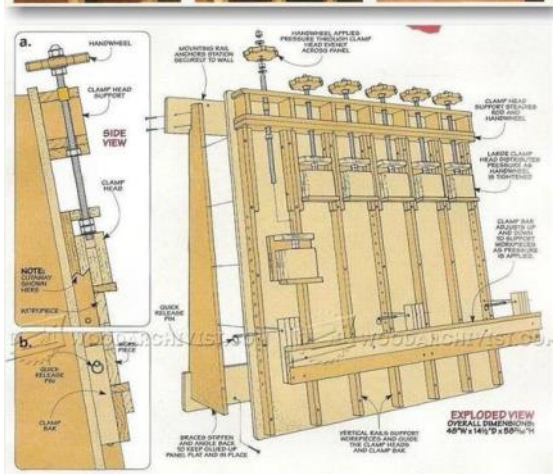 a.
HANDWHEEL
CLAMP HEAD
SUPPORT
SIDE
VIEW
CLAMP
HEAD
NOTE:
CUTAWAY
SHOWN
HERE
WORKPIECE
b.
QUICK
RELEASE
PIN
PIECE
CLAMP
BAR
MOUNTING RAIL
ANCHORS STATION
SECURELY TO WALL
HANDWHEEL APPLIES
PRESSURE THROUGH CLAMP
HEAD EVENLY
ACROSS PANEL
CLAMP HEAD
SUPPORT STEADIES
ROD AND
HANDWHEEL
LARGE CLAMP
HEAD DISTRIBUTES
PRESSURE AS
HANDWHEEL
IS TIGHTENED
CLAMP BAR
ADJUSTS UP
AND DOWN
TO SUPPORT
WORKPIECES
AS PRESSURE
IS APPLIED
QUICK
RELEASE
PIN
WOODARCHIVIST.COM
WOODARCHIVIST.COM
BRACES STIFFEN
AND ANGLE BACK
TO KEEP GLUED-UP
PANEL FLAT AND IN PLACE
VERTICAL RAILS SUPPORT
WORKPIECES AND GUIDE
THE CLAMP HEADS
AND CLAMP BAR
EXPLODED VIEW
OVERALL DIMENSIONS: